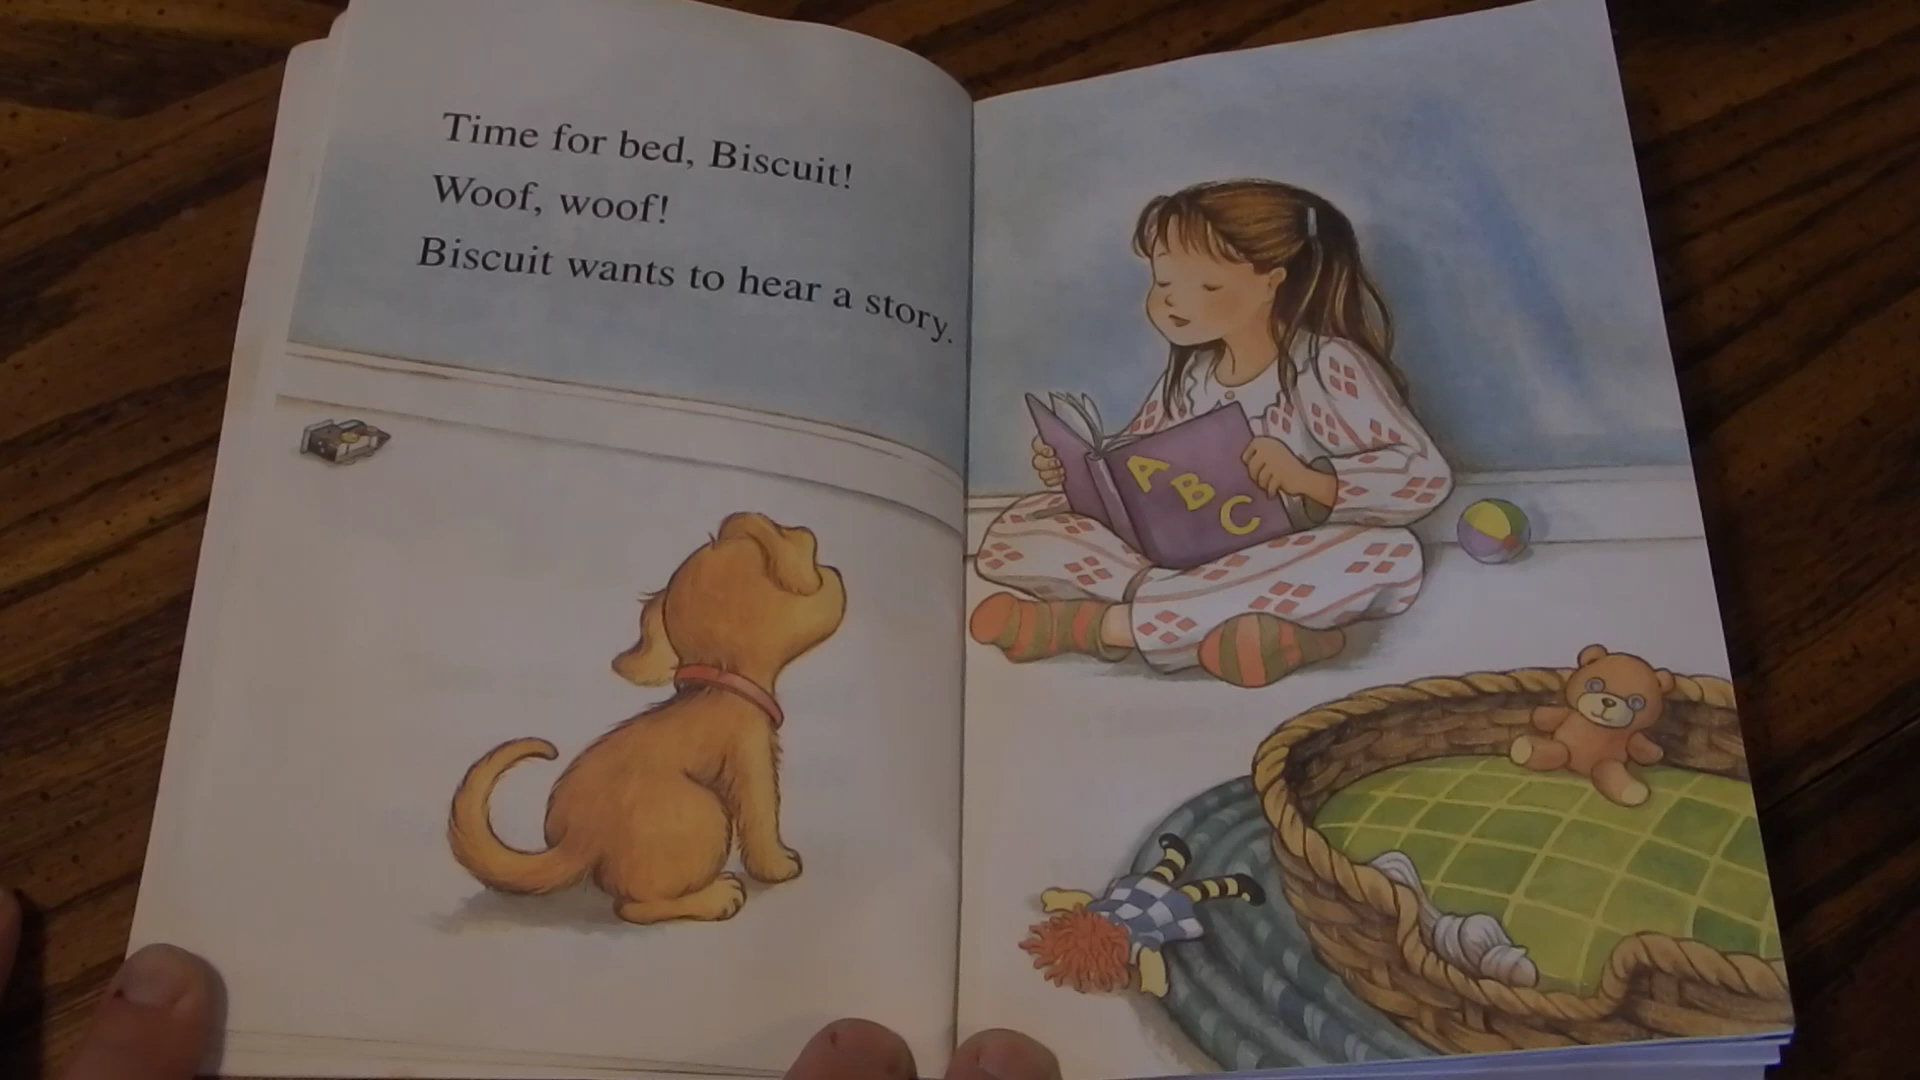 Time for bed, Biscuit!
Woof, woof!
Biscuit wants to hear a story.
A B C